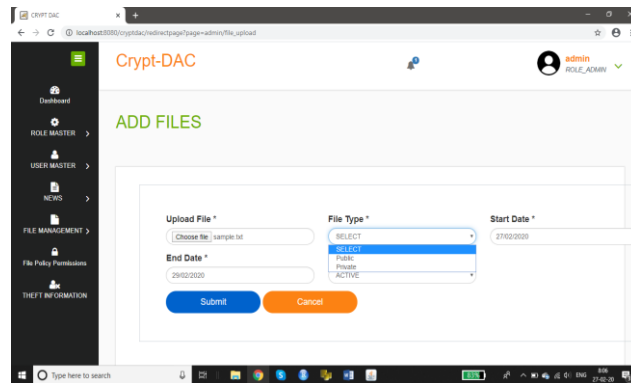 CRYPT DAC
localhost:8080/cryptdac/redirectpage?page=admin/file_upload
Crypt-DAC
admin
ROLE_ADMIN
Dashboard
ROLE MASTER
USER MASTER
NEWS
FILE MANAGEMENT
File Policy Permissions
THEFT INFORMATION
ADD FILES
Upload File *
File Type *
Start Date *
Choose file sample.txt
SELECT
27/02/2020
SELECT
Public
Private
End Date *
29/02/2020
ACTIVE
Submit
Cancel
Type here to search
83%
ENG
8:06
27-02-20